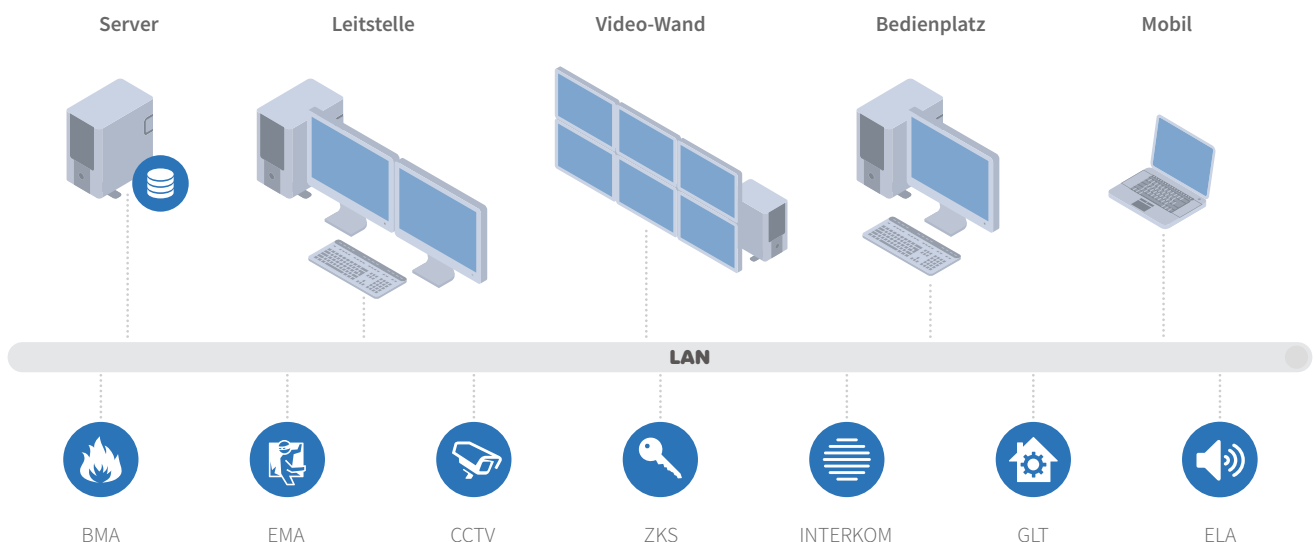 Server
Leitstelle
Video-Wand
Bedienplatz
Mobil
LAN
BMA
EMA
CCTV
ZKS
INTERKOM
GLT
ELA